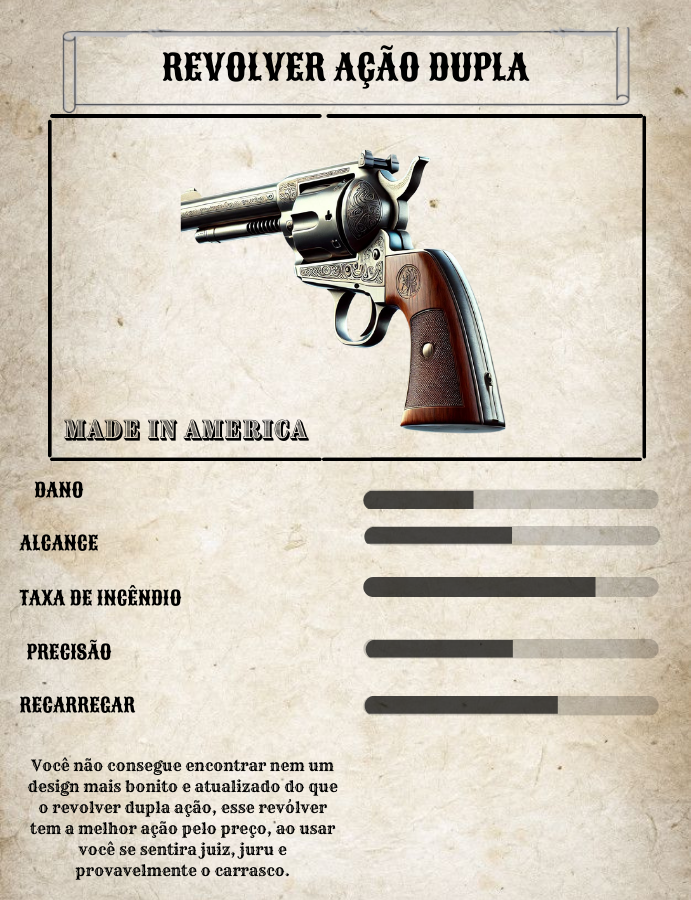 REVOLVER AÇÃO DUPLA
MADE IN AMERICA
DANO
ALCANCE
TAXA DE INCÊNDIO
PRECISÃO
RECARREGAR
Você não consegue encontrar nem um
design mais bonito e atualizado do que
o revolver dupla ação, esse revólver
tem a melhor ação pelo preço, ao usar
você se sentira juiz, juru e
provavelmente o carrasco.